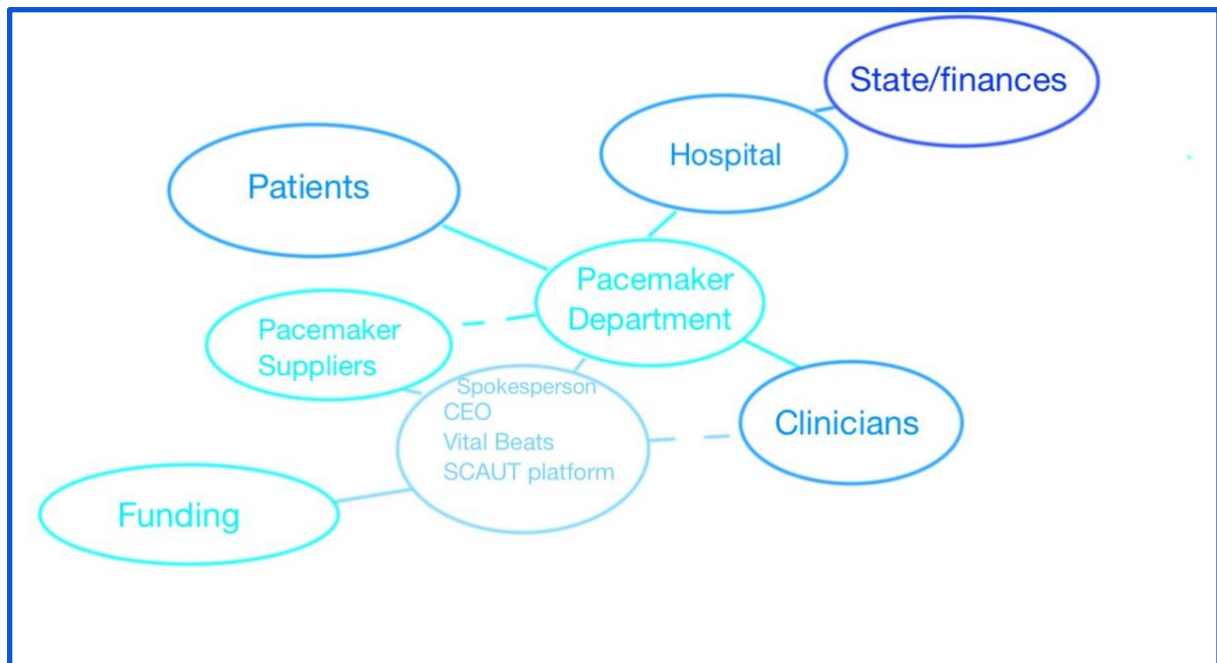 State/finances
Hospital
Patients
Pacemaker
Department
Pacemaker
Suppliers
Spokesperson
CEO
Vital Beats
SCAUT platform
Clinicians
Funding